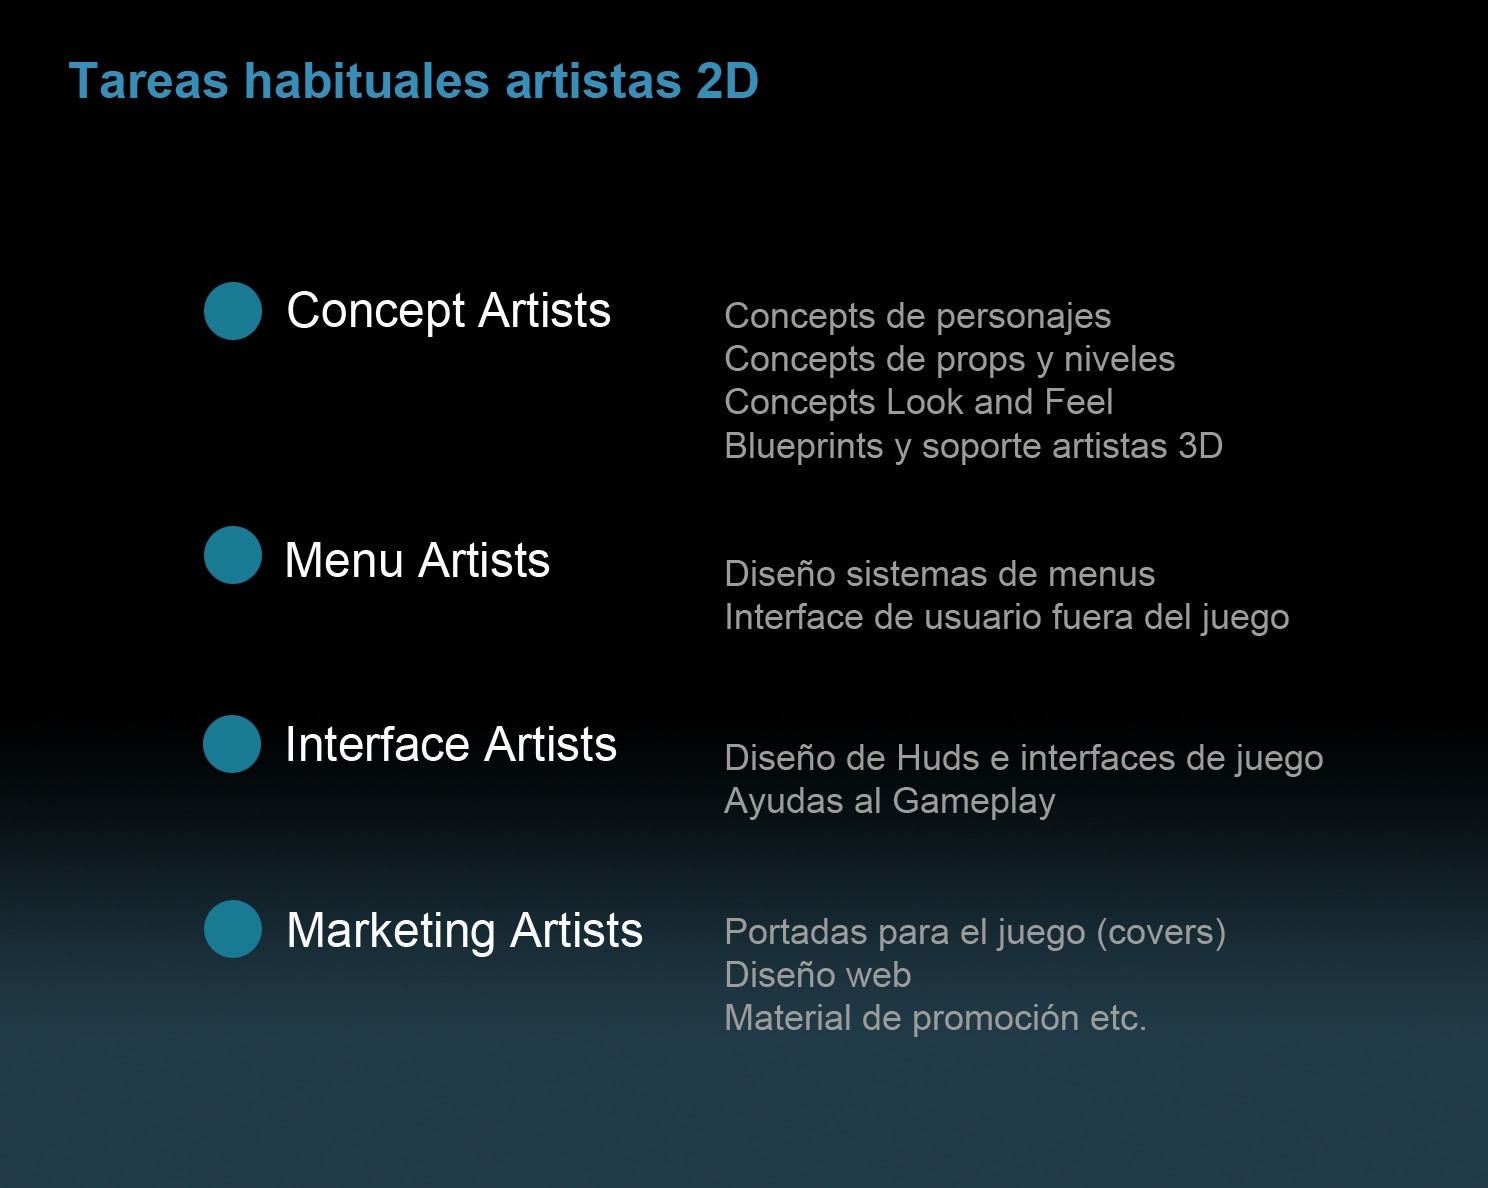 Tareas habituales artistas 2D
Concept Artists
Concepts de personajes
Concepts de props y niveles
Concepts Look and Feel
Blueprints y soporte artistas 3D
Menu Artists
Diseño sistemas de menus
Interface de usuario fuera del juego
Interface Artists
Diseño de Huds e interfaces de juego
Ayudas al Gameplay
Marketing Artists
Portadas para el juego (covers)
Diseño web
Material de promoción etc.